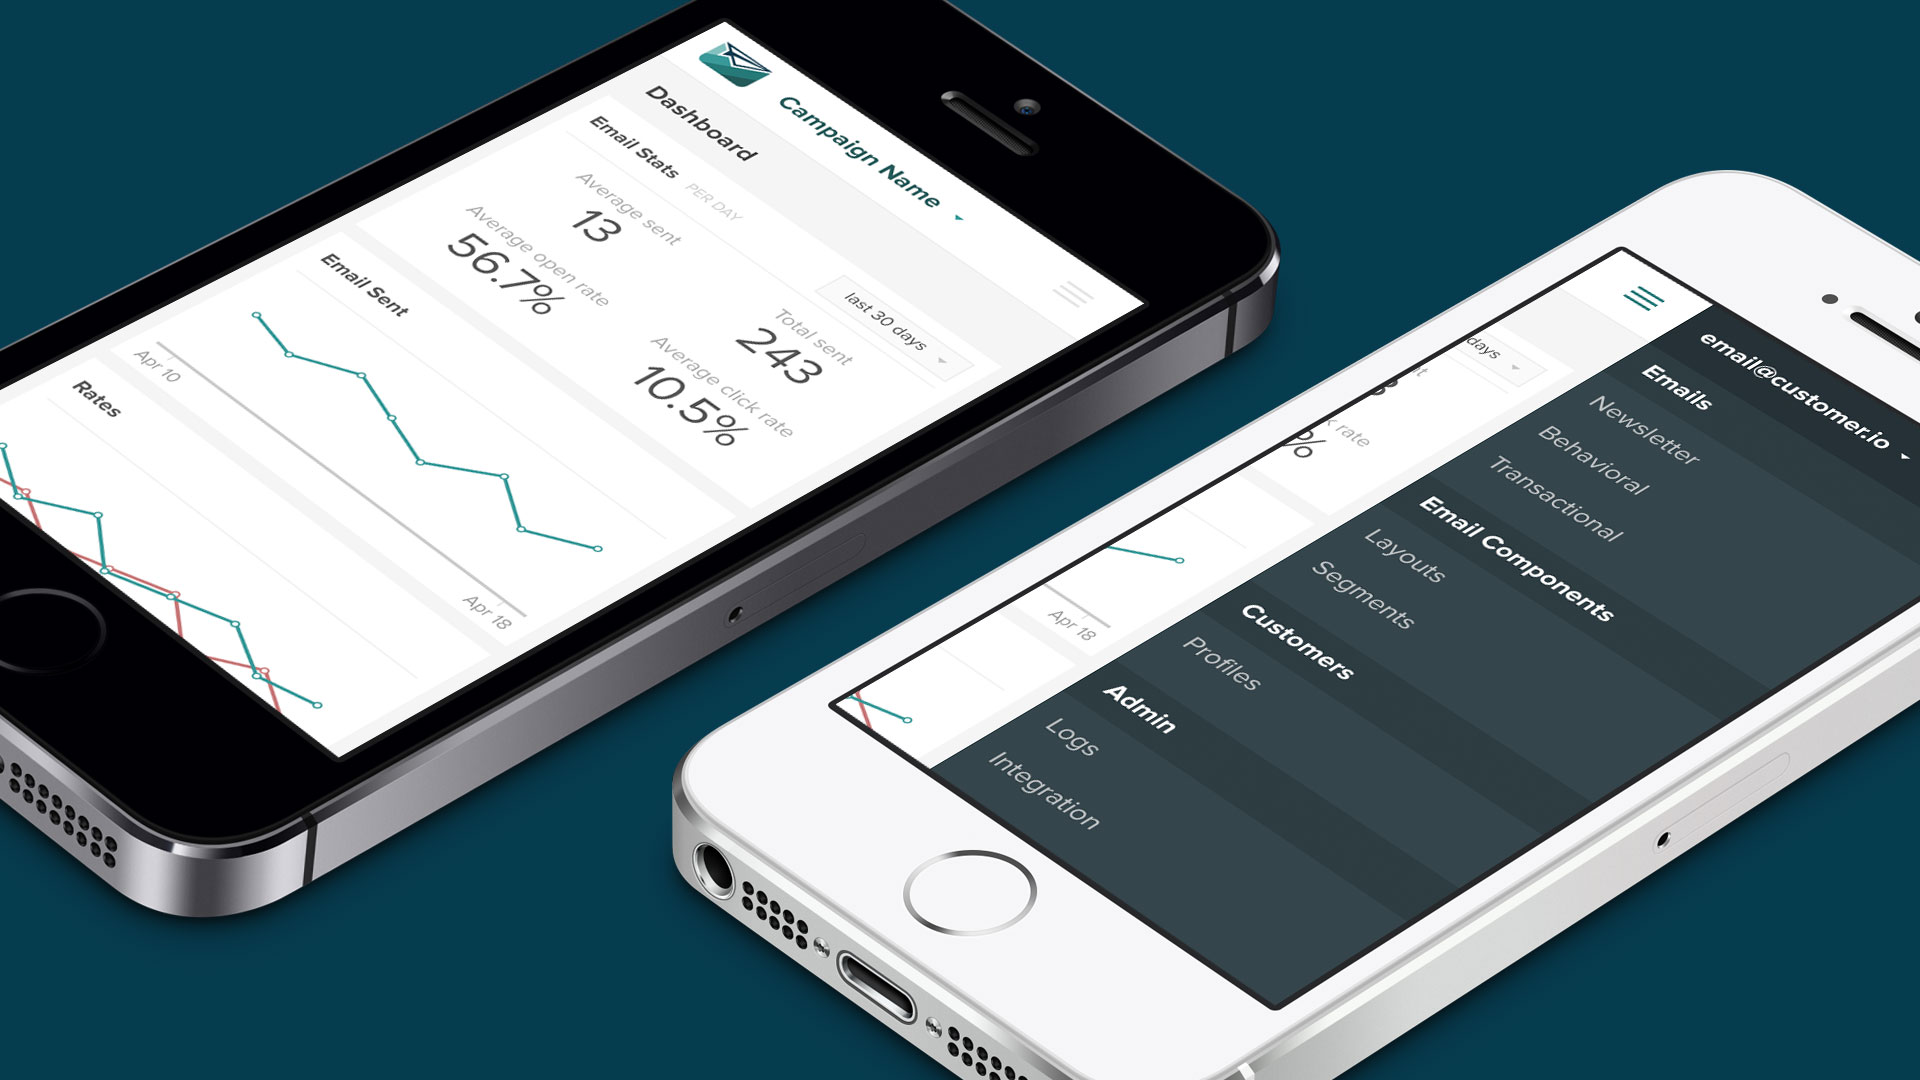 Campaign Name
Dashboard
Email Stats PER DAY
last 30 days
Average sent
13
Total sent
243
Average open rate
56.7%
Average click rate
10.5%
Email Sent
Apr 10
Apr 18
Rates
days
rate
%
Apr 18
email@customer.io
Emails
Newsletter
Behavioral
Transactional
Email Components
Layouts
Segments
Customers
Profiles
Admin
Logs
Integration